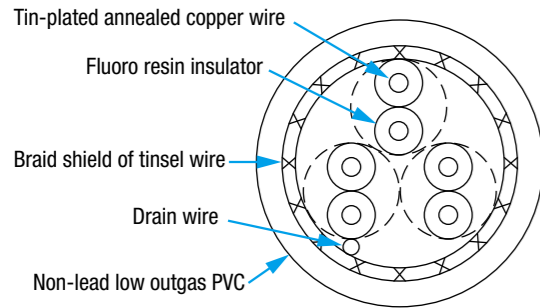 Tin-plated annealed copper wire
Fluoro resin insulator
Braid shield of tinsel wire
Drain wire
Non-lead low outgas PVC